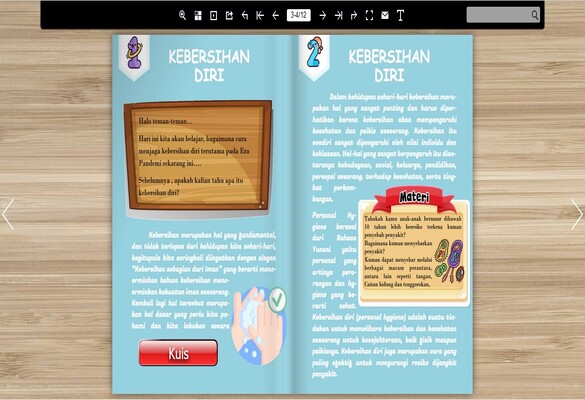 3-4/12
1
KEBERSIHAN
DIRI
Halo teman-teman...
Hari ini kita akan belajar, bagaimana cara
menjaga kebersihan diri terutama pada Era
Pandemi sekarang ini....
Sebelumnya , apakah kalian tahu apa itu
kebersihan diri?
Kebersihan merupakan hal yang fundamental,
dan tidak terlepas dari kehidupan kita sehari-hari,
begitupula kita seringkali diingatkan dengan slogan
"Kebersihan sebagian dari Iman" yang berarti mence-
rminkan bahwa kebersihan mence-
rminkan kekuatan iman seseorang.
Kembali lagi hal tersebut merupa-
kan hal dasar yang perlu kita pa-
hami dan kita lakukan secara
Kuis
2
KEBERSIHAN
DIRI
Dalam kehidupan sehari-hari kebersihan meru-
pakan hal yang sangat penting dan harus diper-
hatikan karena kebersihan akan mempengaruhi
kesehatan dan psikis seseorang. Kebersihan itu
sendiri sangat dipengaruhi oleh nilai individu dan
kebiasaan. Hal-hal yang sangat berpengaruh itu dian-
taranya kebudayaan, sosial, keluarga, pendidikan,
persepsi seseorang terhadap kesehatan, serta ting-
kat perkem-
bangan.
Personal Hy-
giene berasal
dari Bahasa
Yunani yaitu
personal yang
artinya pero-
rangan dan hy-
giene yang be-
rarti sehat.
Kebersihan diri (personal hygiene) adalah suatu tin-
dakan untuk memelihara kebersihan dan kesehatan
seseorang untuk kesejahteraan, baik fisik maupun
psikisnya. Kebersihan diri juga merupakan cara yang
paling efektif untuk mengurangi resiko dijangkit
penyakit.
Materi
Tahukah kamu anak-anak berumur dibawah
10 tahun lebih beresiko terkena kuman
penyebab penyakit?
Bagaimana kuman menyebarkan
penyakit?
Kuman dapat menyebar melalui
berbagai macam perantara,
antara lain seperti tangan,
Cairan hidung dan tenggorokan,